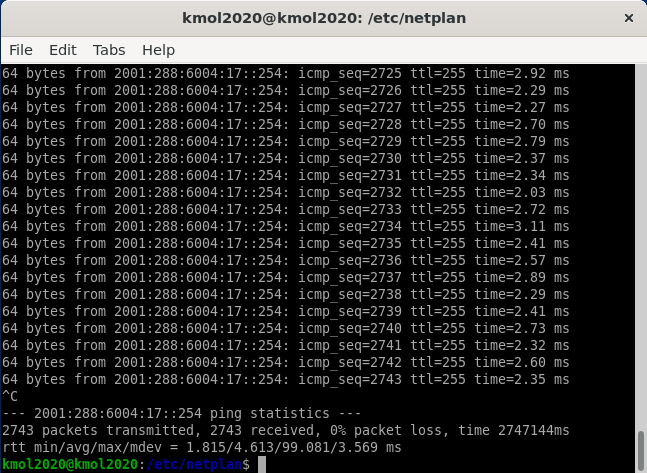 kmol2020@kmol2020: /etc/netplan
File Edit Tabs Help
64 bytes from 2001:288:6004:17::254: icmp_seq=2725 ttl=255 time=2.92 ms
64 bytes from 2001:288:6004:17::254: icmp_seq=2726 ttl=255 time=2.29 ms
64 bytes from 2001:288:6004:17::254: icmp_seq=2727 ttl=255 time=2.27 ms
64 bytes from 2001:288:6004:17::254: icmp_seq=2728 ttl=255 time=2.70 ms
64 bytes from 2001:288:6004:17::254: icmp_seq=2729 ttl=255 time=2.79 ms
64 bytes from 2001:288:6004:17::254: icmp_seq=2730 ttl=255 time=2.37 ms
64 bytes from 2001:288:6004:17::254: icmp_seq=2731 ttl=255 time=2.34 ms
64 bytes from 2001:288:6004:17::254: icmp_seq=2732 ttl=255 time=2.03 ms
64 bytes from 2001:288:6004:17::254: icmp_seq=2733 ttl=255 time=2.72 ms
64 bytes from 2001:288:6004:17::254: icmp_seq=2734 ttl=255 time=3.11 ms
64 bytes from 2001:288:6004:17::254: icmp_seq=2735 ttl=255 time=2.41 ms
64 bytes from 2001:288:6004:17::254: icmp_seq=2736 ttl=255 time=2.57 ms
64 bytes from 2001:288:6004:17::254: icmp_seq=2737 ttl=255 time=2.89 ms
64 bytes from 2001:288:6004:17::254: icmp_seq=2738 ttl=255 time=2.29 ms
64 bytes from 2001:288:6004:17::254: icmp_seq=2739 ttl=255 time=2.41 ms
64 bytes from 2001:288:6004:17::254: icmp_seq=2740 ttl=255 time=2.73 ms
64 bytes from 2001:288:6004:17::254: icmp_seq=2741 ttl=255 time=2.32 ms
64 bytes from 2001:288:6004:17::254: icmp_seq=2742 ttl=255 time=2.60 ms
64 bytes from 2001:288:6004:17::254: icmp_seq=2743 ttl=255 time=2.35 ms
^C
--- 2001:288:6004:17::254 ping statistics ---
2743 packets transmitted, 2743 received, 0% packet loss, time 2747144ms
rtt min/avg/max/mdev = 1.815/4.613/99.081/3.569 ms
kmol2020@kmol2020:/etc/netplan$